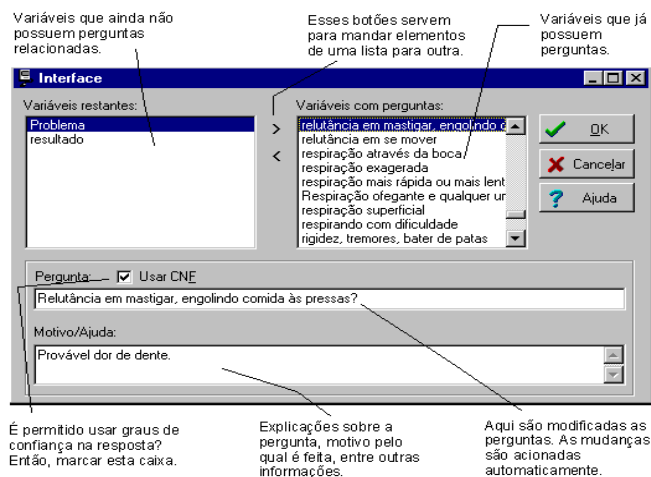 Variáveis que ainda não
possuem perguntas
relacionadas.
Esses botões servem
para mandar elementos
de uma lista para outra.
Variáveis que já
possuem
perguntas.
Interface
Variáveis restantes:
Problema
resultado
>
<
Variáveis com perguntas:
relutância em mastigar, engolindo c
relutância em se mover
respiração através da boca
respiração exagerada
respiração mais rápida ou mais lent
Respiração ofegante e qualquer ur
respiração superficial
respirando com dificuldade
rigidez, tremores, bater de patas
OK
Cancelar
Ajuda
Pergunta:
Usar CNF
Relutância em mastigar, engolindo comida às pressas?
Motivo/Ajuda:
Provável dor de dente.
É permitido usar graus de
confiança na resposta?
Então, marcar esta caixa.
Explicações sobre a
pergunta, motivo pelo
qual é feita, entre outras
informações.
Aqui são modificadas as
perguntas. As mudanças
são acionadas
automaticamente.